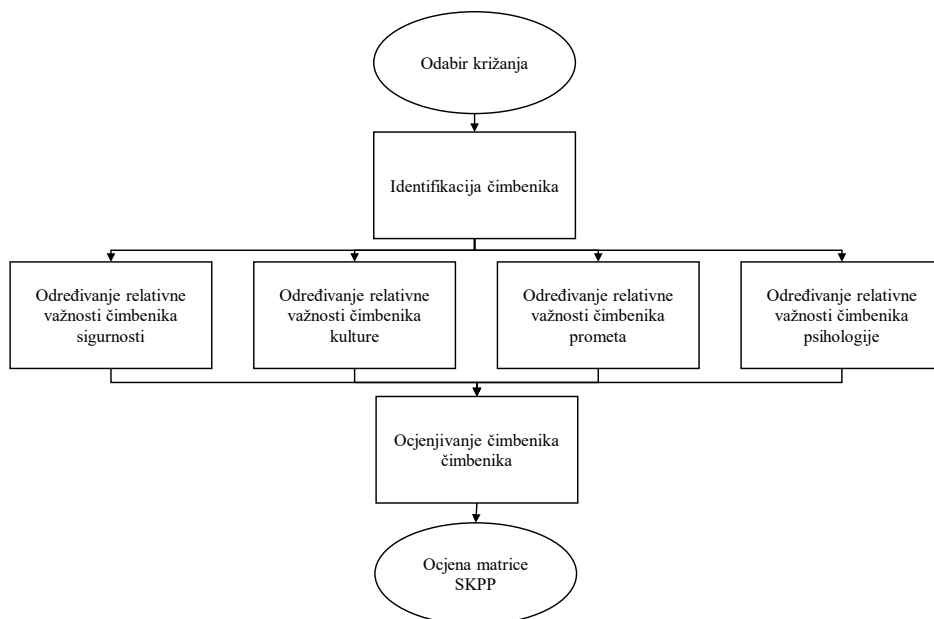 Odabir križanja
Identifikacija čimbenika
Određivanje relativne
važnosti čimbenika
sigurnosti
Određivanje relativne
važnosti čimbenika
kulture
Određivanje relativne
važnosti čimbenika
prometa
Određivanje relativne
važnosti čimbenika
psihologije
Ocjenjivanje čimbenika
čimbenika
Ocjena matrice
SKPP